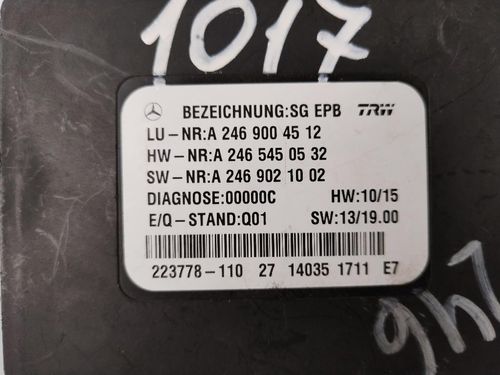 1017
BEZEICHNUNG:SG EPB TRW
LU-NR:A 246 900 45 12
HW-NR:A 246 545 05 32
SW-NR:A 246 902 10 02
DIAGNOSE:00000C HW:10/15
E/Q-STAND:Q01 SW:13/19.00
223778-110 27 14035 1711 E7